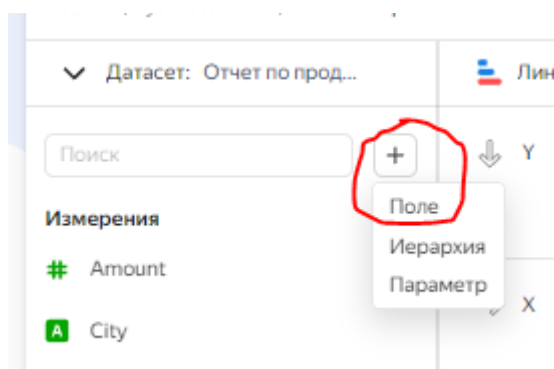 Датасет: Отчет по прод...
Лин
Поиск
+
Y
Поле
Измерения
Иерархия
# Amount
Параметр
X
A City